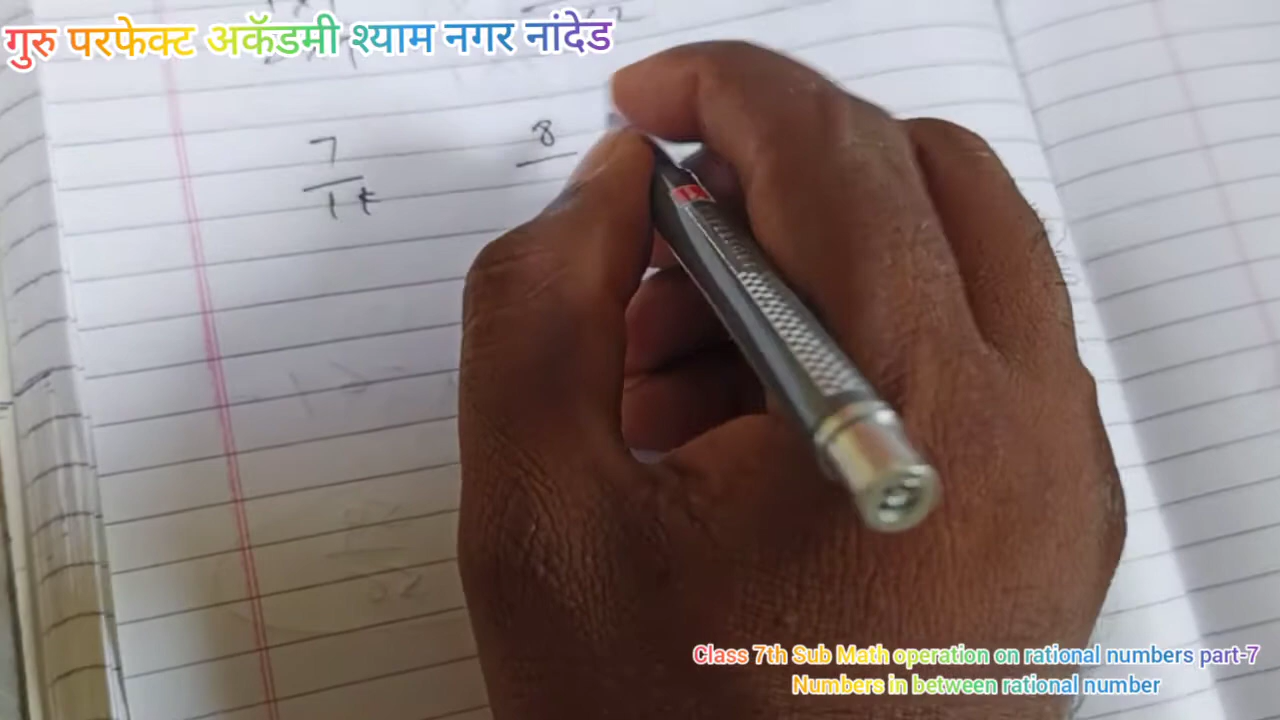 गुरु परफेक्ट अकॅडमी श्याम नगर नांदेड
7 8
Class 7th Sub Math operation on rational numbers part-7
Numbers in between rational number